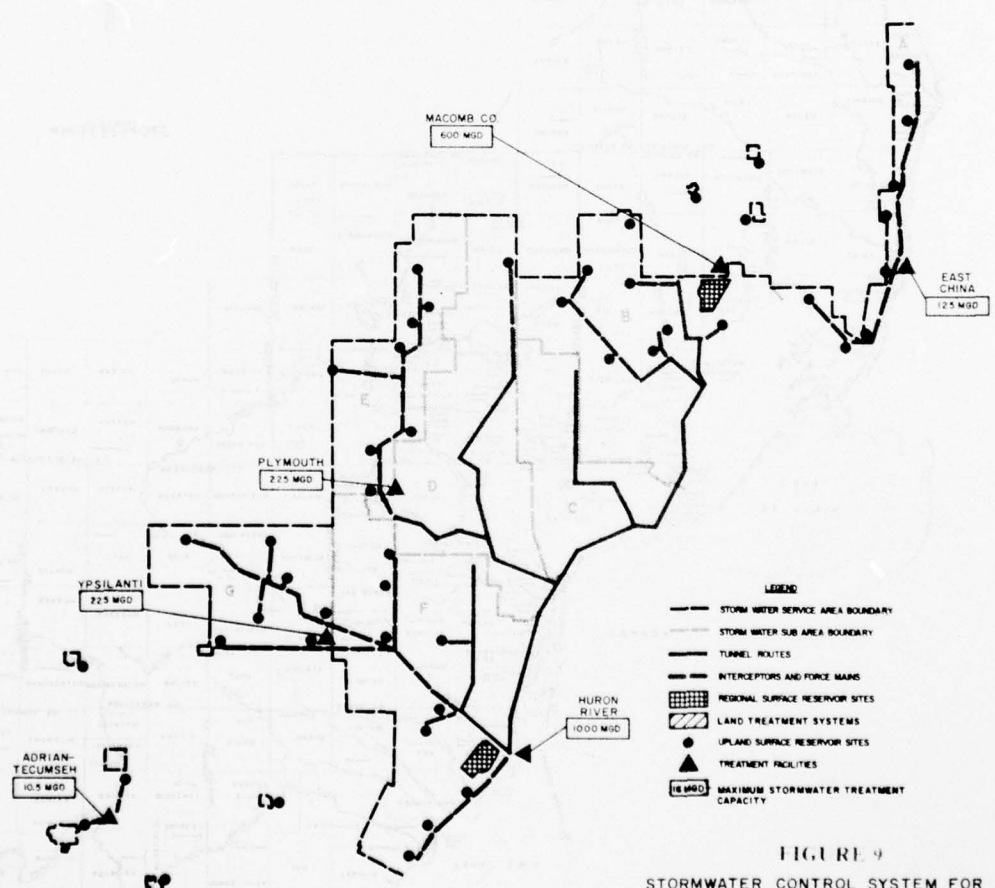 A
MACOMB CO.
600 MGD
EAST
CHINA
125 MGD
B
E
PLYMOUTH
225 MGD
D
C
YPSILANTI
225 MGD
G
F
HURON
RIVER
1000 MGD
ADRIAN-
TECUMSEH
10.5 MGD
LEGEND
STORM WATER SERVICE AREA BOUNDARY
STORM WATER SUB AREA BOUNDARY
TUNNEL ROUTES
INTERCEPTORS AND FORCE MAINS
REGIONAL SURFACE RESERVOIR SITES
LAND TREATMENT SYSTEMS
UPLAND SURFACE RESERVOIR SITES
TREATMENT FACILITIES
16 MGD MAXIMUM STORMWATER TREATMENT
CAPACITY
FIGURE 9
STORMWATER CONTROL SYSTEM FOR